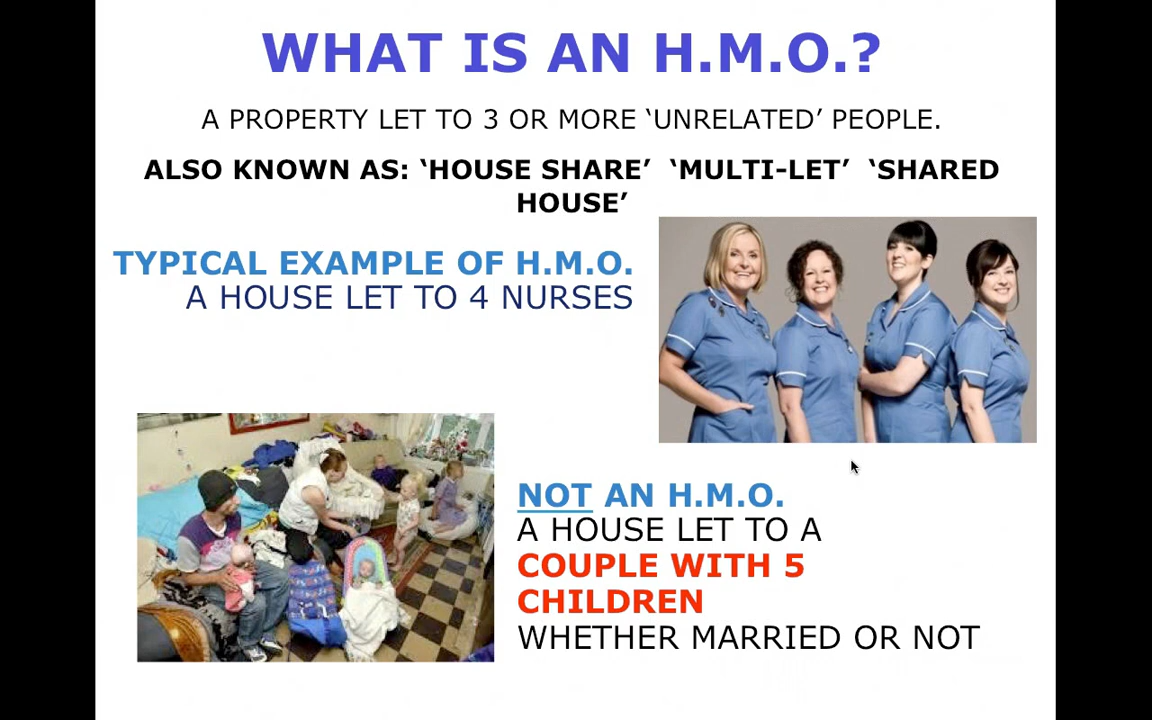 WHAT IS AN H.M.O.?
A PROPERTY LET TO 3 OR MORE ‘UNRELATED’ PEOPLE.
ALSO KNOWN AS: ‘HOUSE SHARE’ ‘MULTI-LET’ ‘SHARED
HOUSE’
TYPICAL EXAMPLE OF H.M.O.
A HOUSE LET TO 4 NURSES
NOT AN H.M.O.
A HOUSE LET TO A
COUPLE WITH 5
CHILDREN
WHETHER MARRIED OR NOT